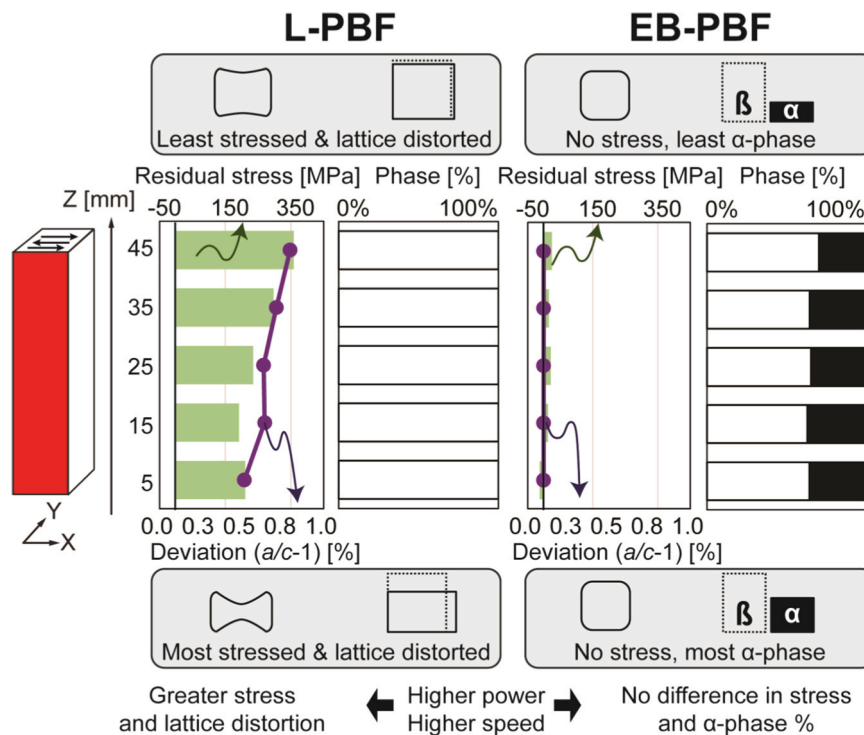 L-PBF
EB-PBF
Least stressed & lattice distorted
ß
α
No stress, least α-phase
Residual stress [MPa]
Phase [%]
Residual stress [MPa]
Phase [%]
Z [mm]
-50 150 350
0% 100%
-50 150 350
0% 100%
45
35
25
15
5
Y
X
0.0 0.3 0.5 0.8 1.0
0.0 0.3 0.5 0.8 1.0
Deviation (a/c-1) [%]
Deviation (a/c-1) [%]
Most stressed & lattice distorted
ß
α
No stress, most α-phase
Greater stress
and lattice distortion
Higher power
Higher speed
No difference in stress
and α-phase %